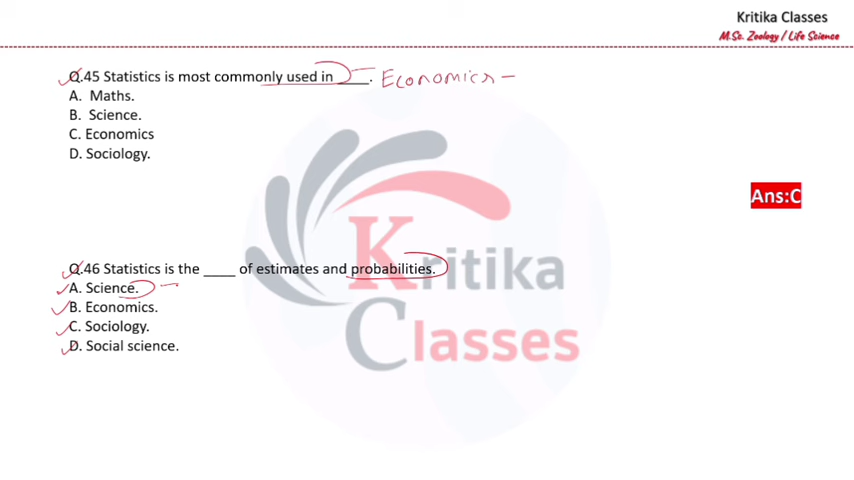 Kritika Classes
M.Sc. Zoology/ Life Science
Q.45 Statistics is most commonly used in ____. Economics –
A. Maths.
B. Science.
C. Economics
D. Sociology.
Ans:C
Q.46 Statistics is the ____ of estimates and probabilities.
A. Science.
B. Economics.
C. Sociology.
D. Social science.
Kritika
Classes